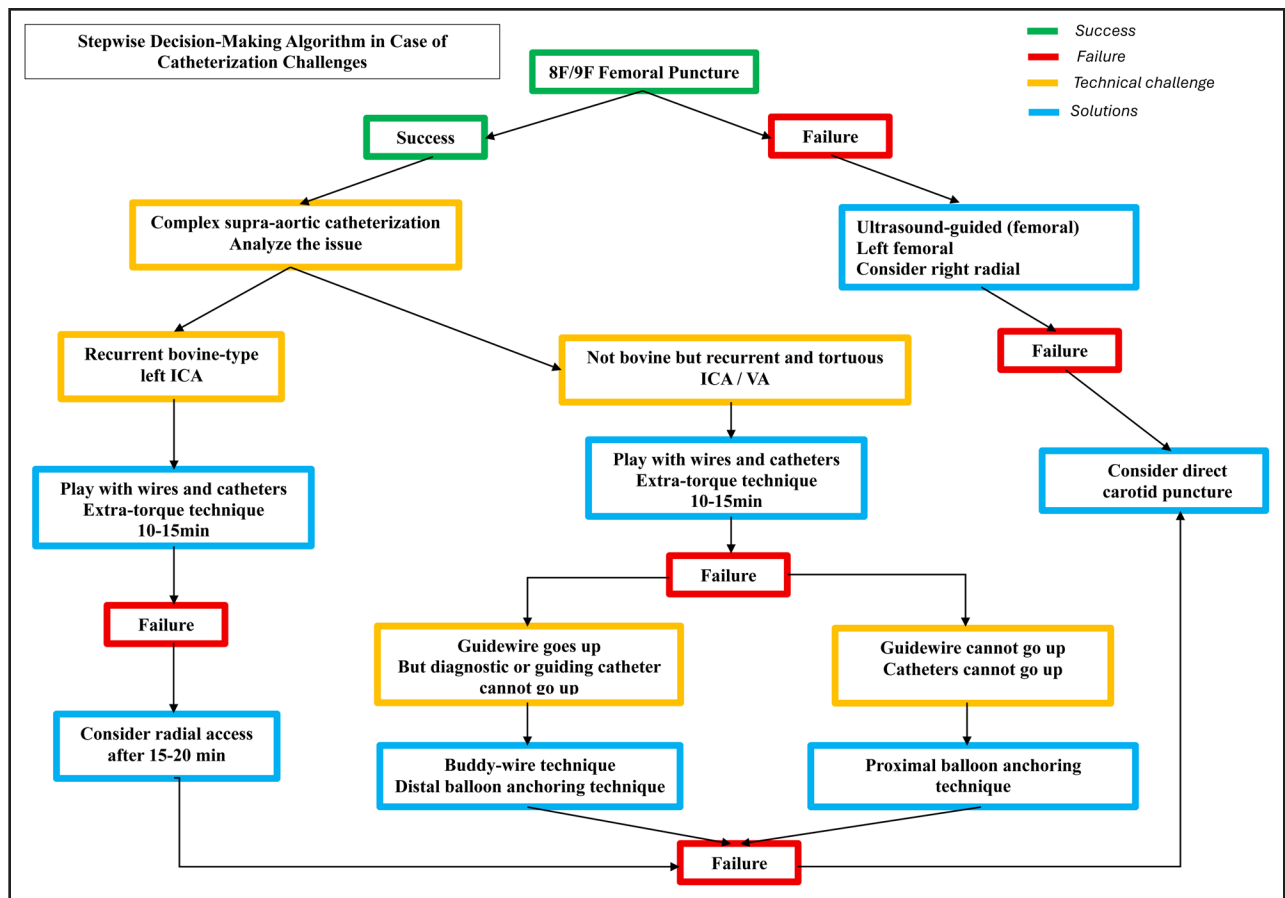 Stepwise Decision-Making Algorithm in Case of
Catheterization Challenges
Success
Failure
Technical challenge
Solutions
8F/9F Femoral Puncture
Success
Failure
Complex supra-aortic catheterization
Analyze the issue
Ultrasound-guided (femoral)
Left femoral
Consider right radial
Recurrent bovine-type
left ICA
Not bovine but recurrent and tortuous
ICA / VA
Failure
Play with wires and catheters
Extra-torque technique
10-15min
Play with wires and catheters
Extra-torque technique
10-15min
Consider direct
carotid puncture
Failure
Failure
Guidewire goes up
But diagnostic or guiding catheter
cannot go up
Guidewire cannot go up
Catheters cannot go up
Consider radial access
after 15-20 min
Buddy-wire technique
Distal balloon anchoring technique
Proximal balloon anchoring
technique
Failure